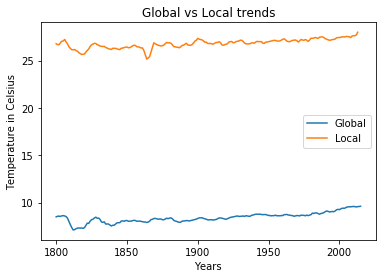 Global vs Local trends
Temperature in Celsius
25
20
15
10
Global
Local
1800
1850
1900
1950
2000
Years